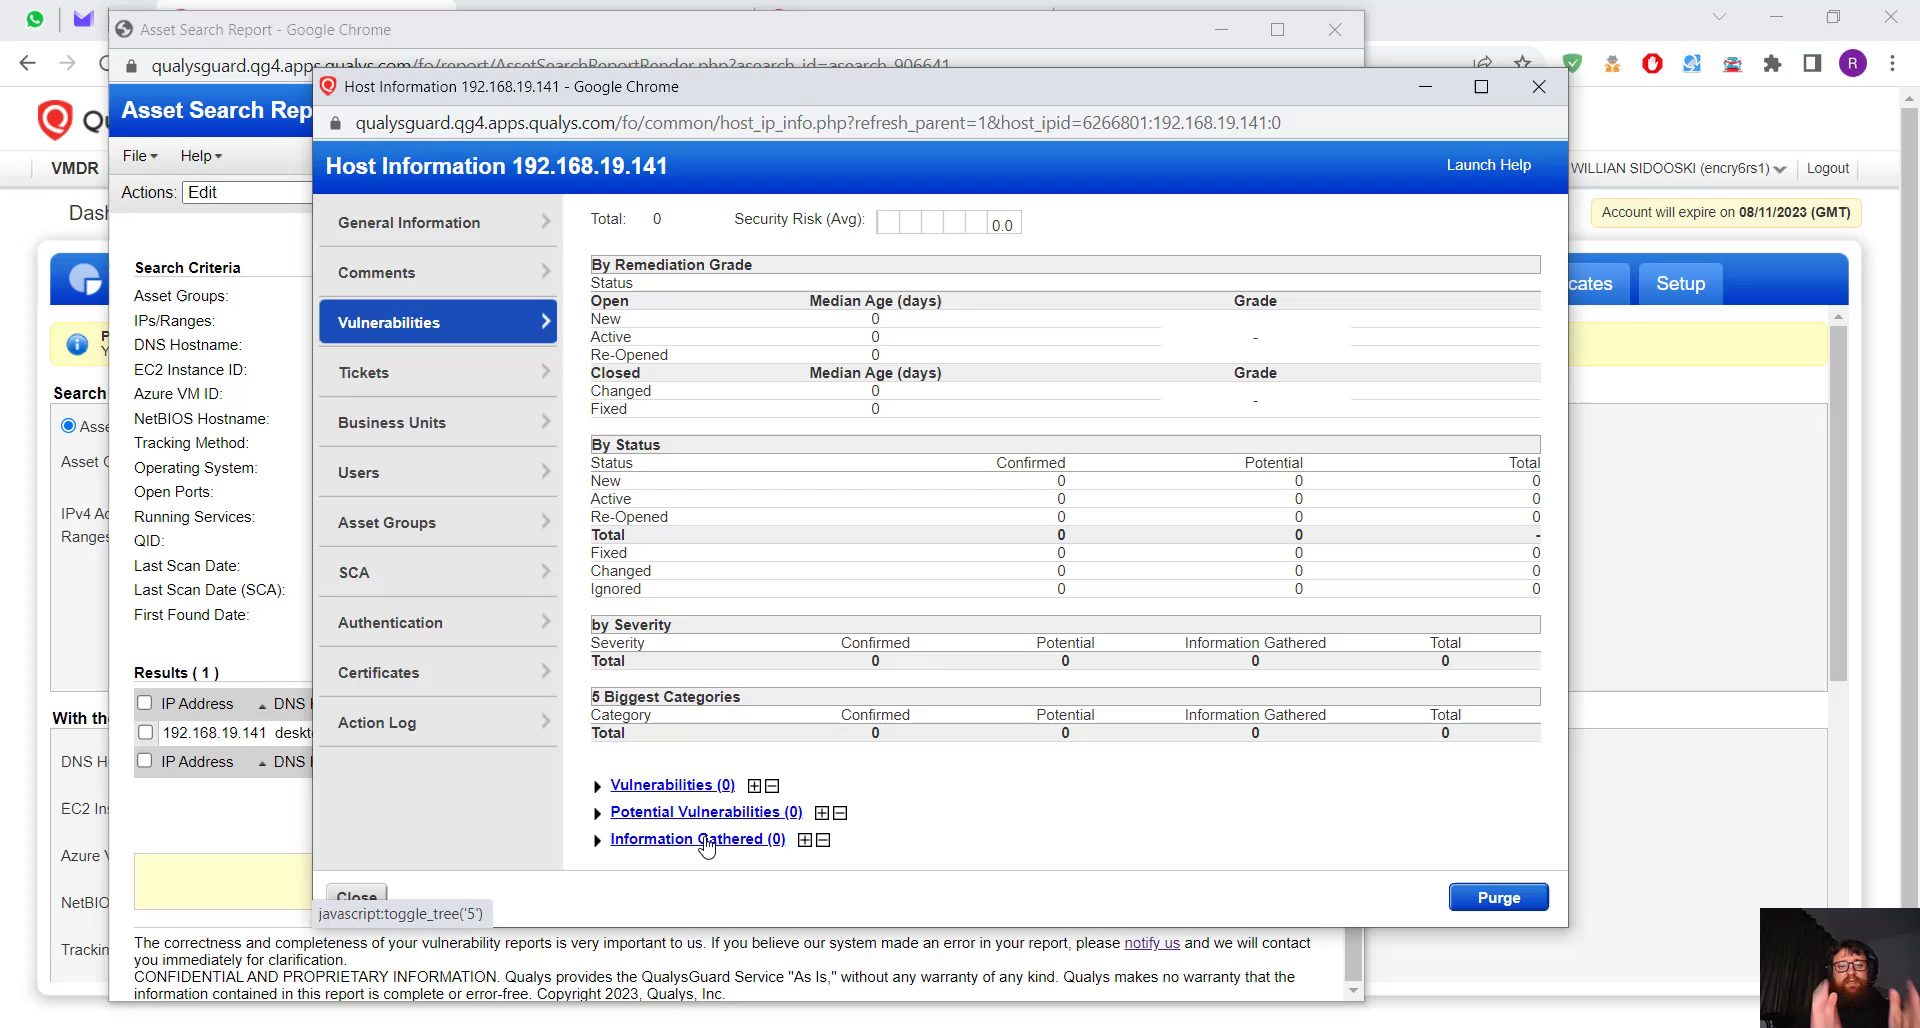 Asset Search Report - Google Chrome
qualysguard.qg4.apps.qualys.com/fo/report/AssetSearchReportRender.php?asearch_id=asearch_906641
Host Information 192.168.19.141 - Google Chrome
qualysguard.qg4.apps.qualys.com/fo/common/host_ip_info.php?refresh_parent=1&host_ipid=6266801:192.168.19.141:0
R
Asset Search Rep
Host Information 192.168.19.141
Launch Help
File
Help
VMDR
WILLIAN SIDOOSKI (encry6rs1)
Logout
Actions:
Edit
Dash
Account will expire on 08/11/2023 (GMT)
General Information
Comments
Vulnerabilities
Tickets
Business Units
Users
Asset Groups
SCA
Authentication
Certificates
Action Log
Total: 0 Security Risk (Avg): 0.0
By Remediation Grade
Status
Open Median Age (days) Grade
New 0
Active 0 -
Re-Opened 0
Closed Median Age (days) Grade
Changed 0 -
Fixed 0
By Status
Status Confirmed Potential Total
New 0 0 0
Active 0 0 0
Re-Opened 0 0 0
Total 0 0 -
Fixed 0 0 0
Changed 0 0 0
Ignored 0 0 0
by Severity
Severity Confirmed Potential Information Gathered Total
Total 0 0 0 0
5 Biggest Categories
Category Confirmed Potential Information Gathered Total
Total 0 0 0 0
Vulnerabilities (0)
Potential Vulnerabilities (0)
Information Gathered (0)
Close
Purge
javascript:toggle_tree('5')
Search Criteria
Asset Groups:
IPs/Ranges:
DNS Hostname:
EC2 Instance ID:
Azure VM ID:
NetBIOS Hostname:
Tracking Method:
Operating System:
Open Ports:
Running Services:
QID:
Last Scan Date:
Last Scan Date (SCA):
First Found Date:
Results ( 1 )
IP Address DNS H
192.168.19.141 deskt
IP Address DNS H
cates
Setup
Search
Asse
Asset G
IPv4 Ad
Ranges
With the
DNS H
EC2 Ins
Azure V
NetBIO
Trackin
The correctness and completeness of your vulnerability reports is very important to us. If you believe our system made an error in your report, please notify us and we will contact
you immediately for clarification.
CONFIDENTIAL AND PROPRIETARY INFORMATION. Qualys provides the QualysGuard Service "As Is," without any warranty of any kind. Qualys makes no warranty that the
information contained in this report is complete or error-free. Copyright 2023, Qualys, Inc.